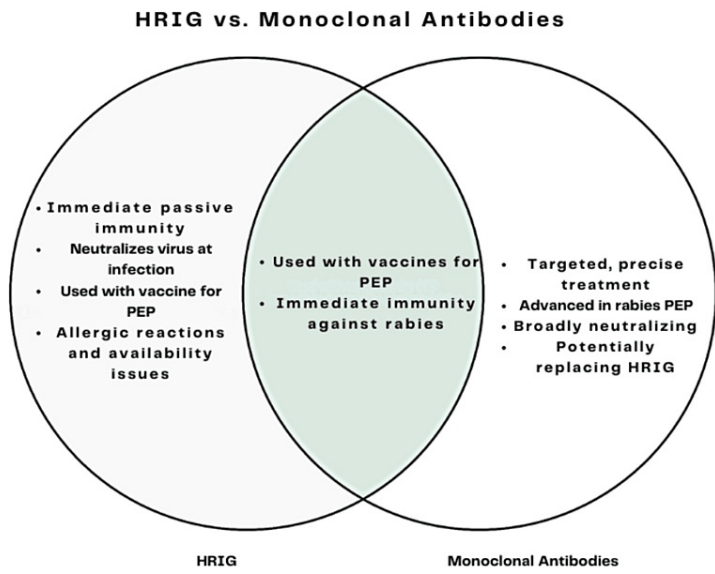 HRIG vs. Monoclonal Antibodies
• Immediate passive
immunity
• Neutralizes virus at
infection
• Used with vaccine for
PEP
• Allergic reactions
and availability
issues
• Used with vaccines for
PEP
• Immediate immunity
against rabies
• Targeted, precise
treatment
• Advanced in rabies PEP
• Broadly neutralizing
• Potentially
replacing HRIG
HRIG
Monoclonal Antibodies